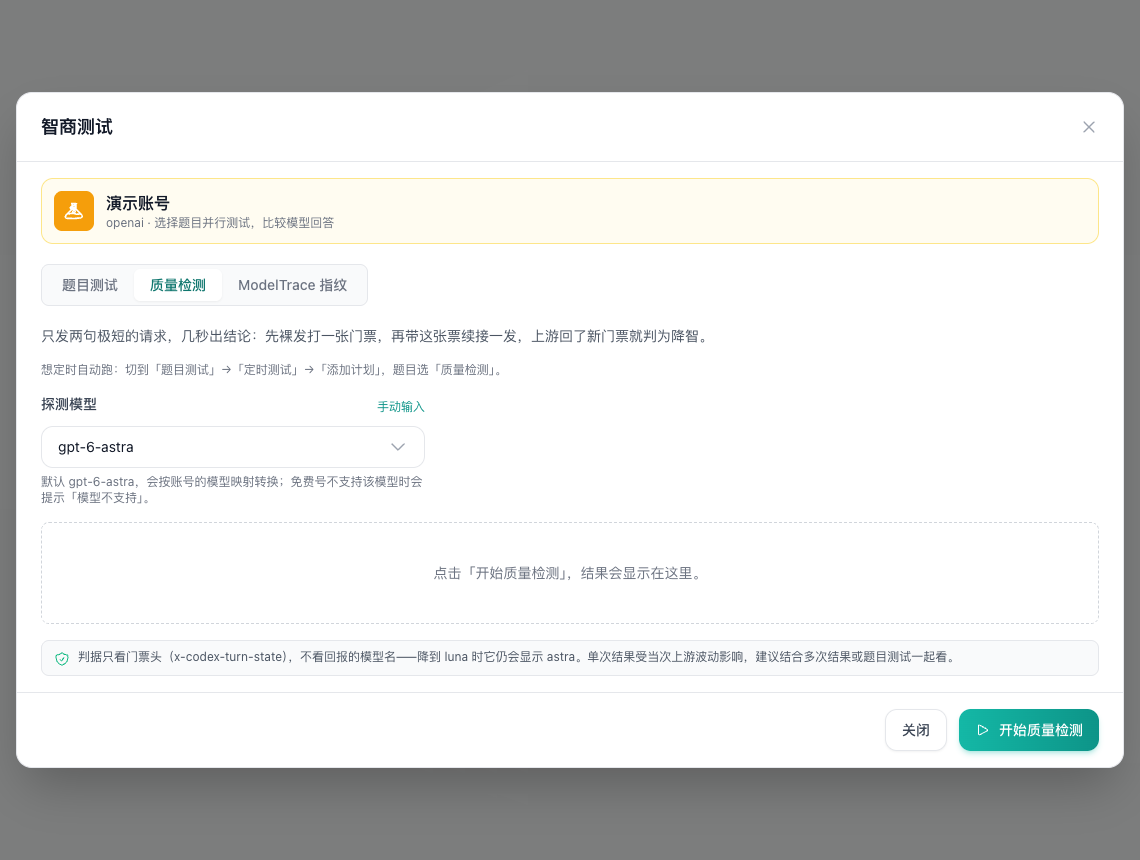 智商测试
演示账号
openai · 选择题目并行测试，比较模型回答
题目测试
质量检测
ModelTrace 指纹
只发两句极短的请求，几秒出结论：先裸发打一张门票，再带这张票续接一发，上游回了新门票就判为降智。
想定时自动跑：切到「题目测试」→「定时测试」→「添加计划」，题目选「质量检测」。
探测模型
手动输入
gpt-6-astra
默认 gpt-6-astra，会按账号的模型映射转换；免费号不支持该模型时会
提示「模型不支持」。
点击「开始质量检测」，结果会显示在这里。
判据只看门票头（x-codex-turn-state），不看回报的模型名——降到 luna 时它仍会显示 astra。单次结果受当次上游波动影响，建议结合多次结果或题目测试一起看。
关闭
开始质量检测